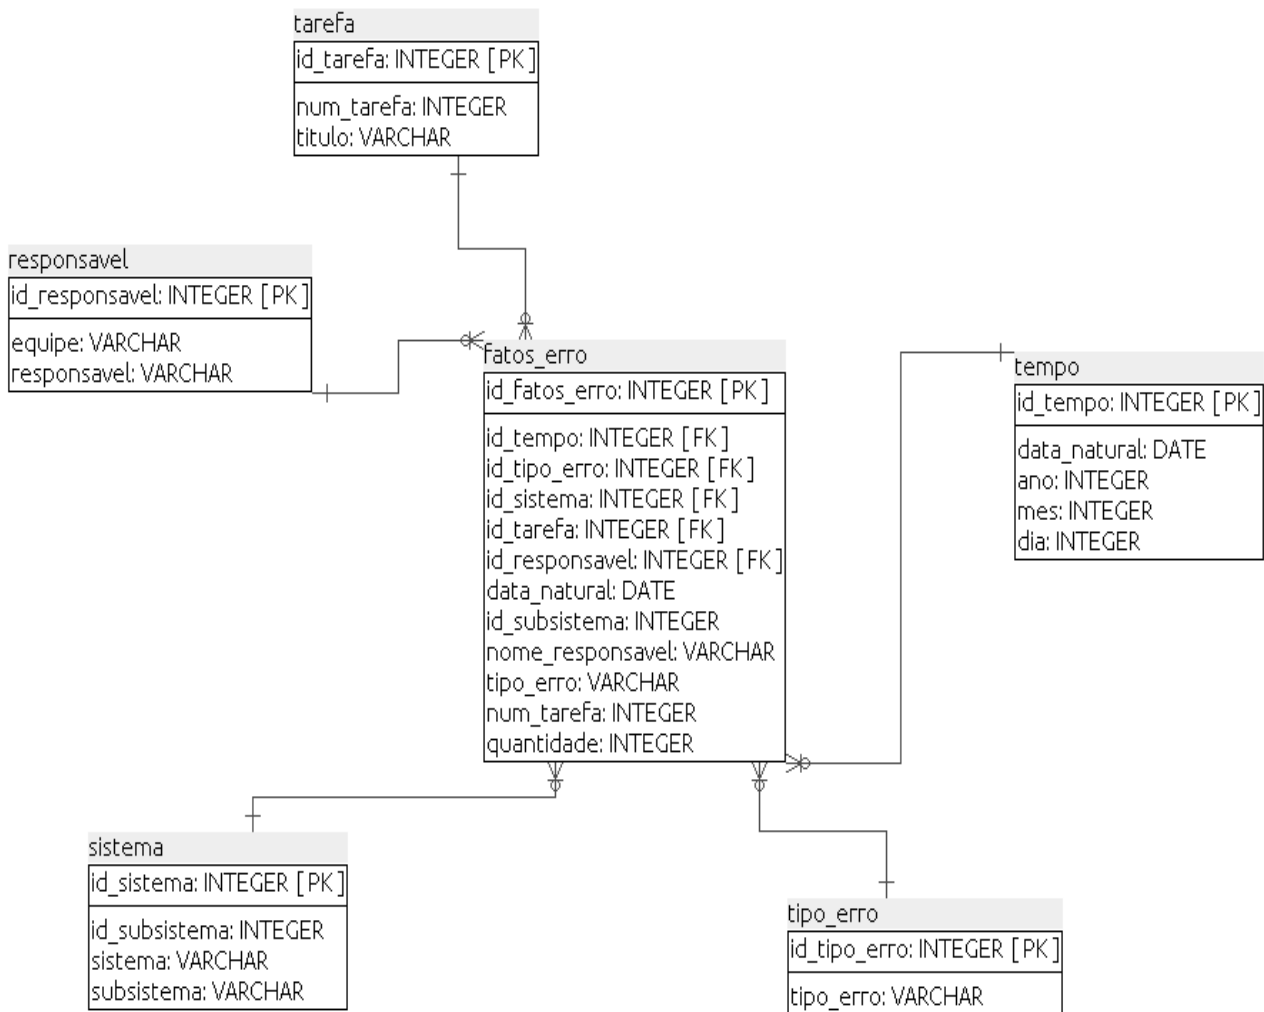 tarefa
id_tarefa: INTEGER [PK]
num_tarefa: INTEGER
titulo: VARCHAR
responsavel
id_responsavel: INTEGER [PK]
equipe: VARCHAR
responsavel: VARCHAR
fatos_erro
id_fatos_erro: INTEGER [PK]
id_tempo: INTEGER [FK]
id_tipo_erro: INTEGER [FK]
id_sistema: INTEGER [FK]
id_tarefa: INTEGER [FK]
id_responsavel: INTEGER [FK]
data_natural: DATE
id_subsistema: INTEGER
nome_responsavel: VARCHAR
tipo_erro: VARCHAR
num_tarefa: INTEGER
quantidade: INTEGER
tempo
id_tempo: INTEGER [PK]
data_natural: DATE
ano: INTEGER
mes: INTEGER
dia: INTEGER
sistema
id_sistema: INTEGER [PK]
id_subsistema: INTEGER
sistema: VARCHAR
subsistema: VARCHAR
tipo_erro
id_tipo_erro: INTEGER [PK]
tipo_erro: VARCHAR